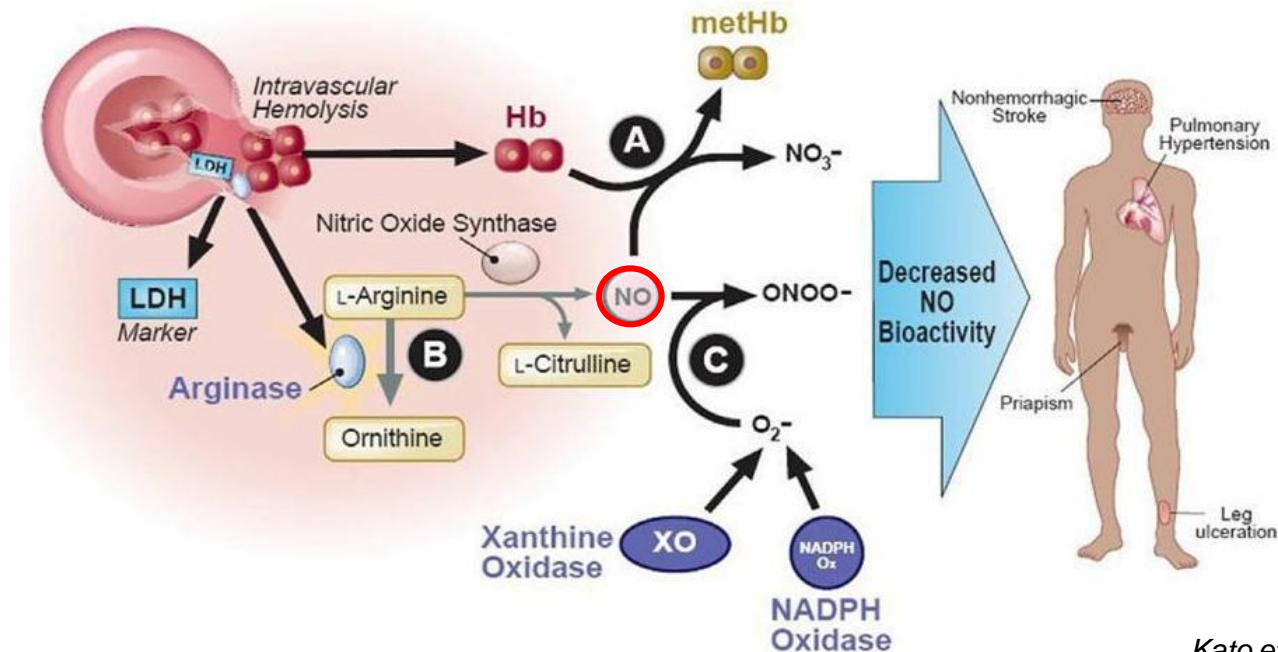 metHb
Intravascular
Hemolysis
Hb
A
NO₃-
LDH
Nitric Oxide Synthase
LDH
Marker
L-Arginine
NO
ONOO-
B
L-Citrulline
C
Arginase
Ornithine
O₂-
Xanthine
Oxidase
XO
NADPH
Ox
NADPH
Oxidase
Decreased
NO
Bioactivity
Nonhemorrhagic
Stroke
Pulmonary
Hypertension
Priapism
Leg
ulceration
Kato